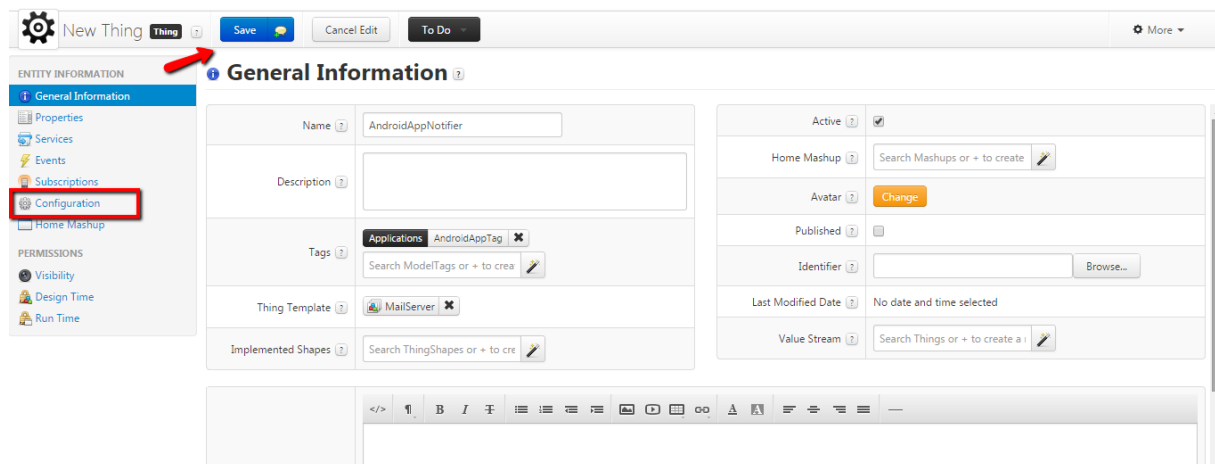 New Thing Thing ? Save Cancel Edit To Do More
ENTITY INFORMATION
General Information
Properties
Services
Events
Subscriptions
Configuration
Home Mashup
PERMISSIONS
Visibility
Design Time
Run Time
General Information ?
Name ? AndroidAppNotifier
Description ?
Tags ? Applications AndroidAppTag ✖
Search ModelTags or + to crea
Thing Template ? MailServer ✖
Implemented Shapes ? Search ThingShapes or + to cre
Active ?
Home Mashup ? Search Mashups or + to create
Avatar ? Change
Published ?
Identifier ? Browse...
Last Modified Date ? No date and time selected
Value Stream ? Search Things or + to create a
</> ¶ B I T A A —